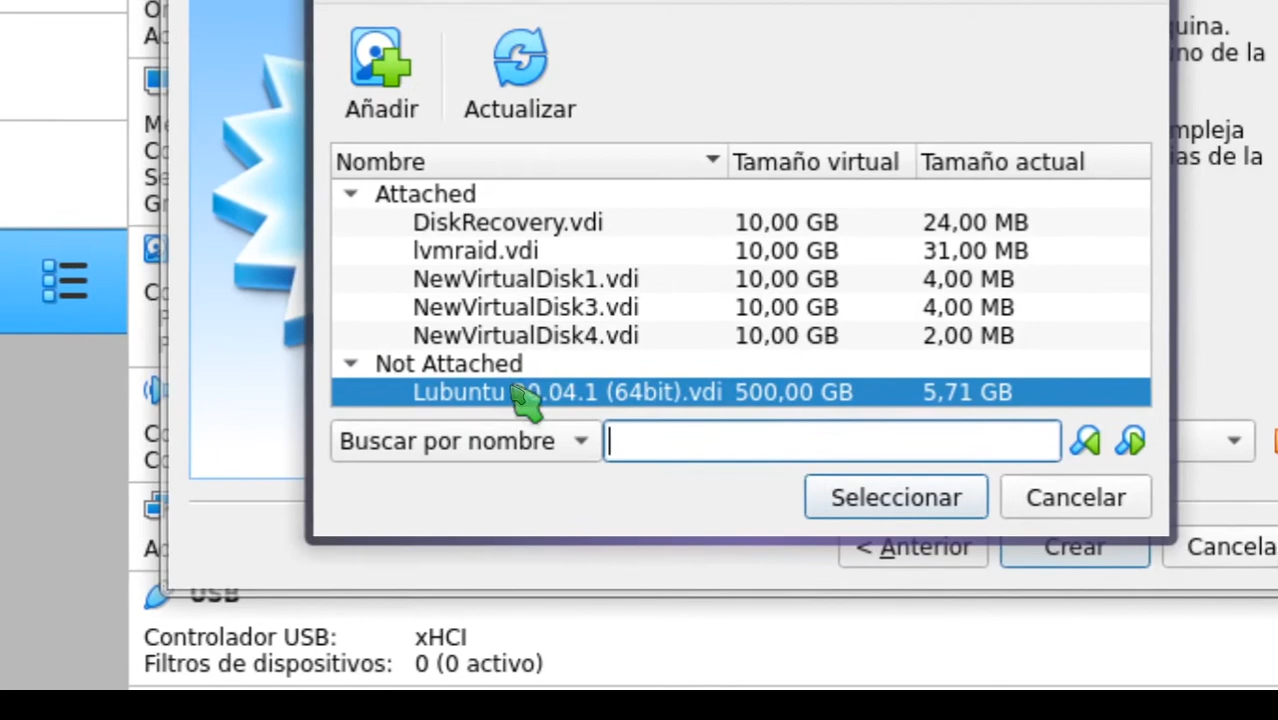 quina.
no de la
mpleja
ias de la
Añadir
Actualizar
Nombre Tamaño virtual Tamaño actual
Attached
DiskRecovery.vdi 10,00 GB 24,00 MB
lvmraid.vdi 10,00 GB 31,00 MB
NewVirtualDisk1.vdi 10,00 GB 4,00 MB
NewVirtualDisk3.vdi 10,00 GB 4,00 MB
NewVirtualDisk4.vdi 10,00 GB 2,00 MB
Not Attached
Lubuntu 20.04.1 (64bit).vdi 500,00 GB 5,71 GB
Buscar por nombre
Seleccionar Cancelar
< Anterior Crear Cancela
USB
Controlador USB: xHCI
Filtros de dispositivos: 0 (0 activo)